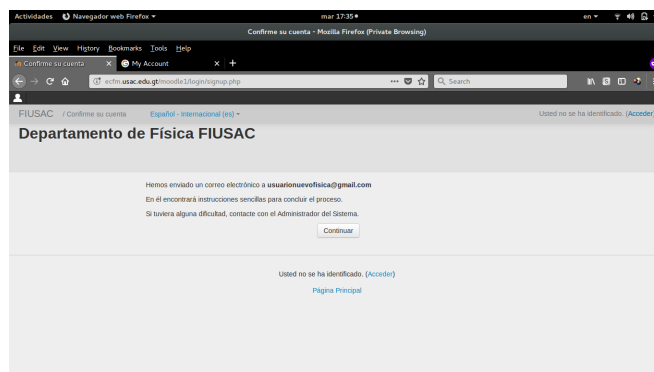 Actividades Navegador web Firefox mar 17:35 en
Confirme su cuenta - Mozilla Firefox (Private Browsing)
File Edit View History Bookmarks Tools Help
Confirme su cuenta × G My Account × +
ecfm.usac.edu.gt/moodle1/login/signup.php ... Search
FIUSAC / Confirme su cuenta Español - Internacional (es) Usted no se ha identificado. (Acceder)
Departamento de Física FIUSAC
Hemos enviado un correo electrónico a usuarionuevofisica@gmail.com
En él encontrará instrucciones sencillas para concluir el proceso.
Si tuviera alguna dificultad, contacte con el Administrador del Sistema.
Continuar
Usted no se ha identificado. (Acceder)
Página Principal